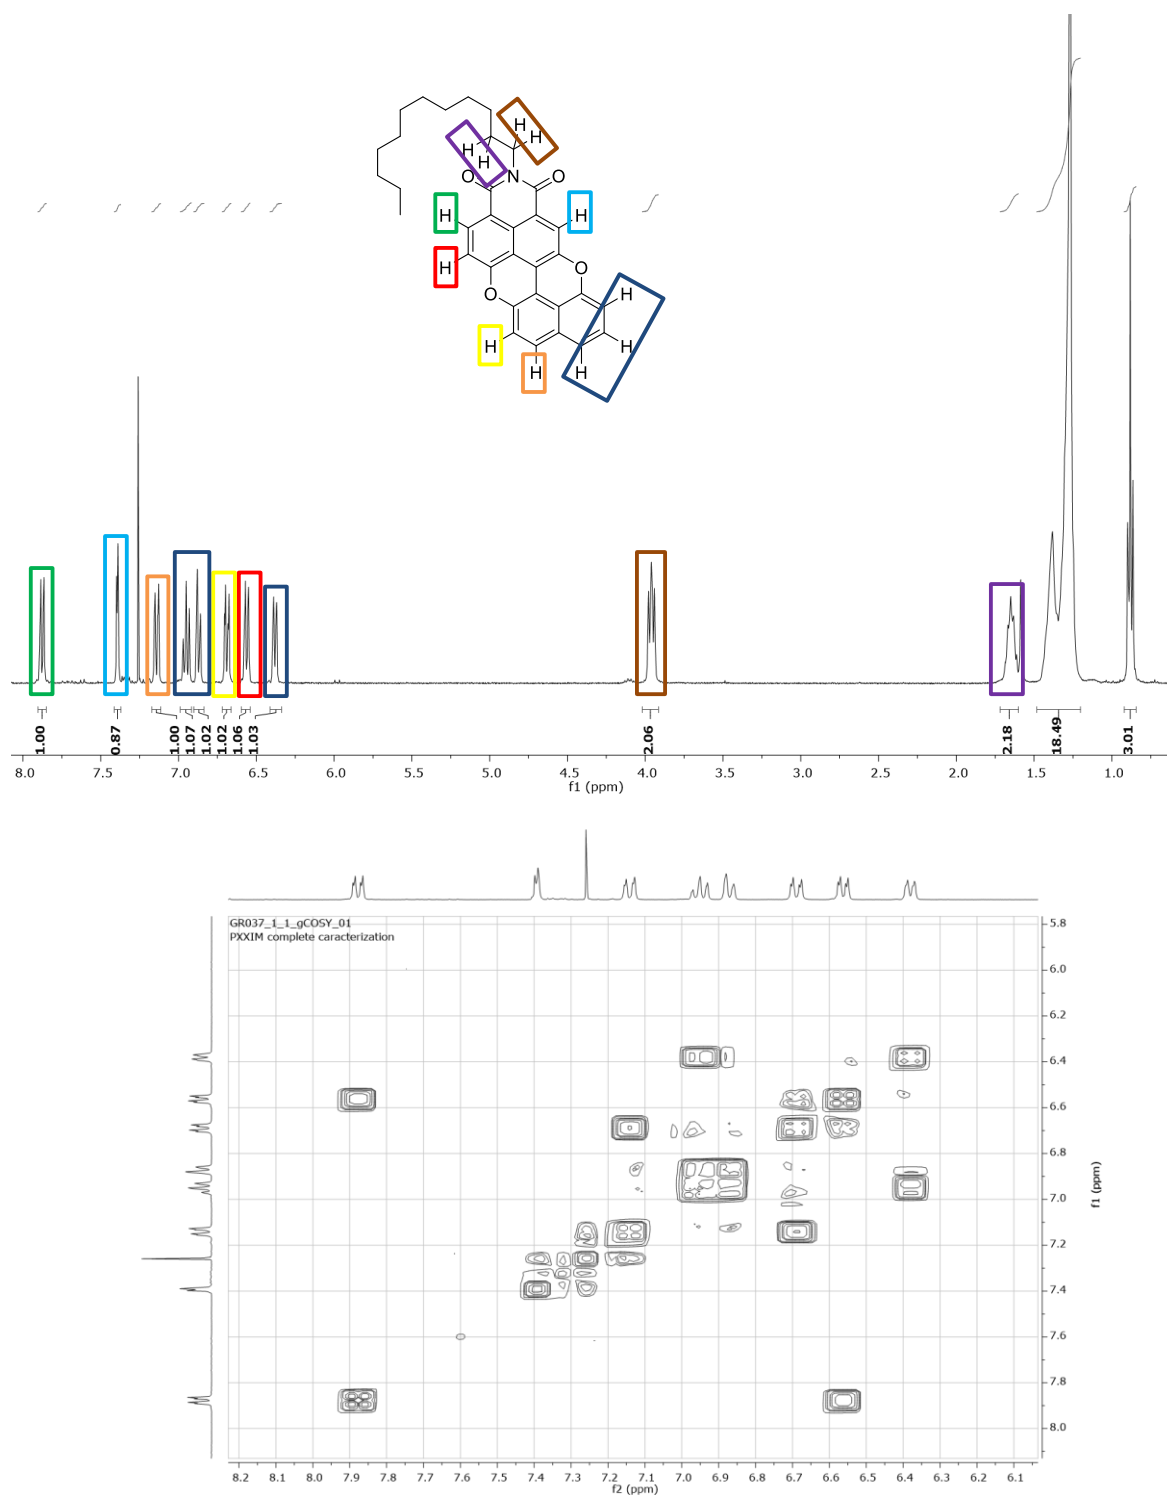 H
H
H
H
O
N
O
H
H
H
O
O
H
H
H
H
H
1.00
0.87
1.00
1.07
1.02
1.02
1.06
1.03
2.06
2.18
18.49
3.01
8.0 7.5 7.0 6.5 6.0 5.5 5.0 4.5 4.0 3.5 3.0 2.5 2.0 1.5 1.0
f1 (ppm)
GR037_1_1_gCOSY_01
PXXIM complete caracterization
5.8
6.0
6.2
6.4
6.6
6.8
7.0
7.2
7.4
7.6
7.8
8.0
f1 (ppm)
8.2 8.1 8.0 7.9 7.8 7.7 7.6 7.5 7.4 7.3 7.2 7.1 7.0 6.9 6.8 6.7 6.6 6.5 6.4 6.3 6.2 6.1
f2 (ppm)